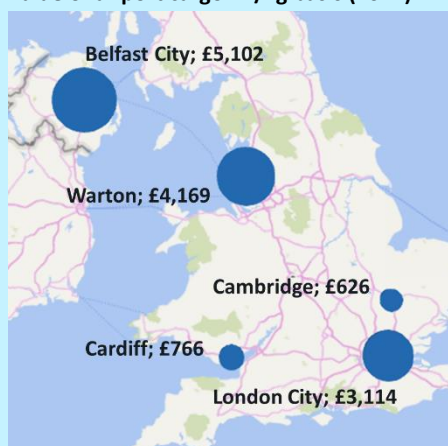 Belfast City; £5,102
Warton; £4,169
Cambridge; £626
Cardiff; £766
London City; £3,114